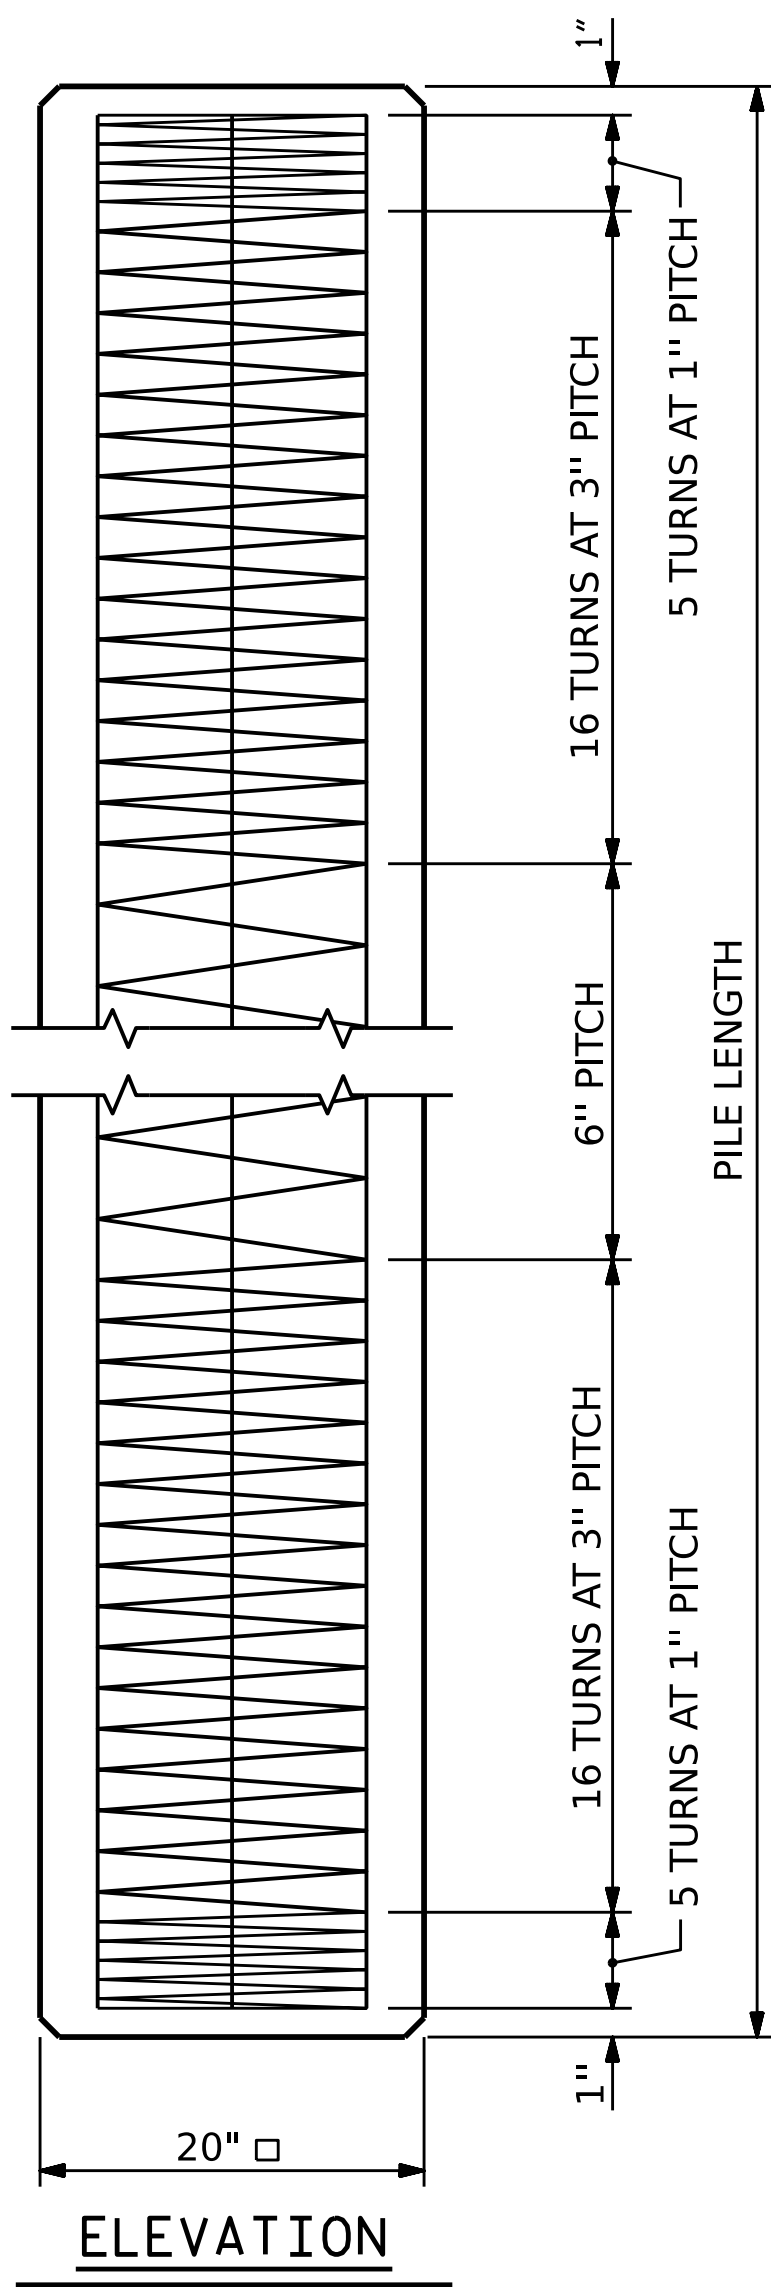 1"
5 TURNS AT 1" PITCH
16 TURNS AT 3" PITCH
6" PITCH
PILE LENGTH
16 TURNS AT 3" PITCH
5 TURNS AT 1" PITCH
1"
20" □
ELEVATION